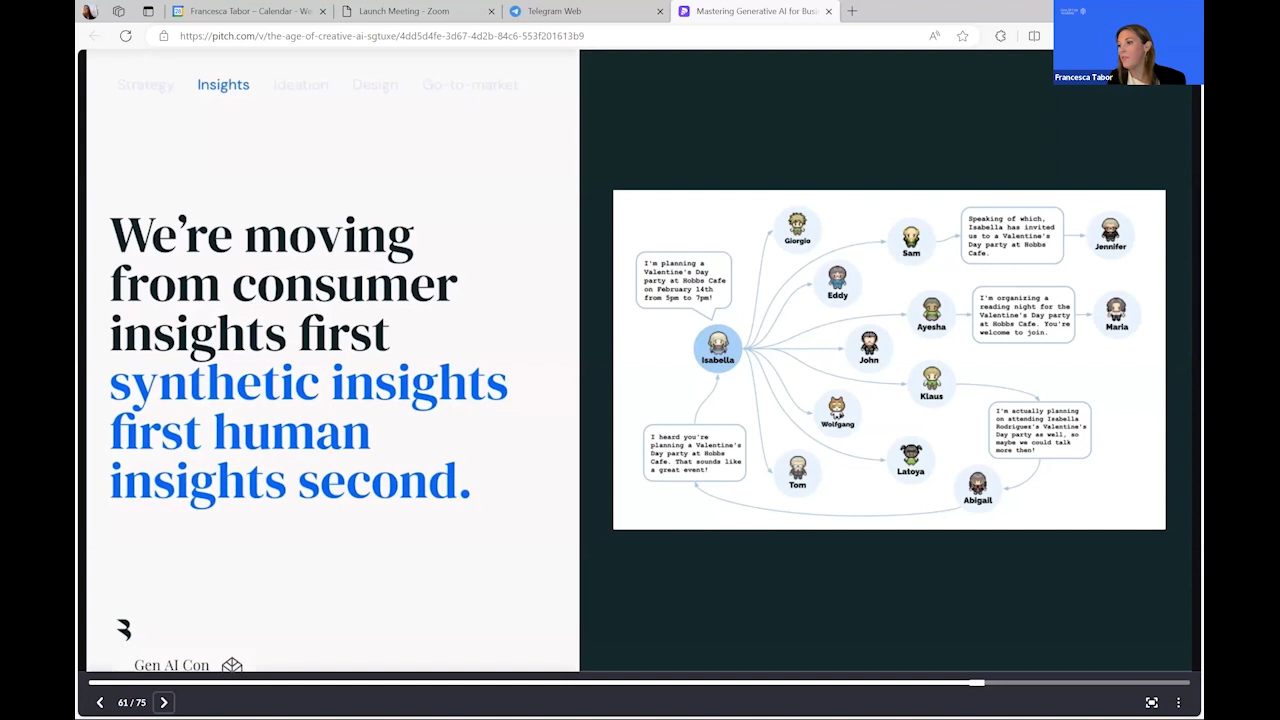 Francesca Tabor – Calendar - We
Launch Meeting - Zoom
Telegram Web
Mastering Generative AI for Busi
https://pitch.com/v/the-age-of-creative-ai-sgtuxe/4dd5d4fe-3d67-4d2b-84c6-553f201613b9
Francesca Tabor
Strategy
Insights
Ideation
Design
Go-to-market
We're moving
from consumer
insights first
synthetic insights
first human
insights second.
I'm planning a
Valentine's Day
party at Hobbs Cafe
on February 14th
from 5pm to 7pm!
Isabella
I heard you're
planning a Valentine's
Day party at Hobbs
Cafe. That sounds like
a great event!
Giorgio
Sam
Speaking of which,
Isabella has invited
us to a Valentine's
Day party at Hobbs
Cafe.
Jennifer
Eddy
Ayesha
I'm organizing a
reading night for the
Valentine's Day party
at Hobbs Cafe. You're
welcome to join.
Maria
John
Klaus
I'm actually planning
on attending Isabella
Rodrigues's Valentine's
Day party as well, so
maybe we could talk
more then!
Wolfgang
Latoya
Tom
Abigail
Gen AI Con
61 / 75